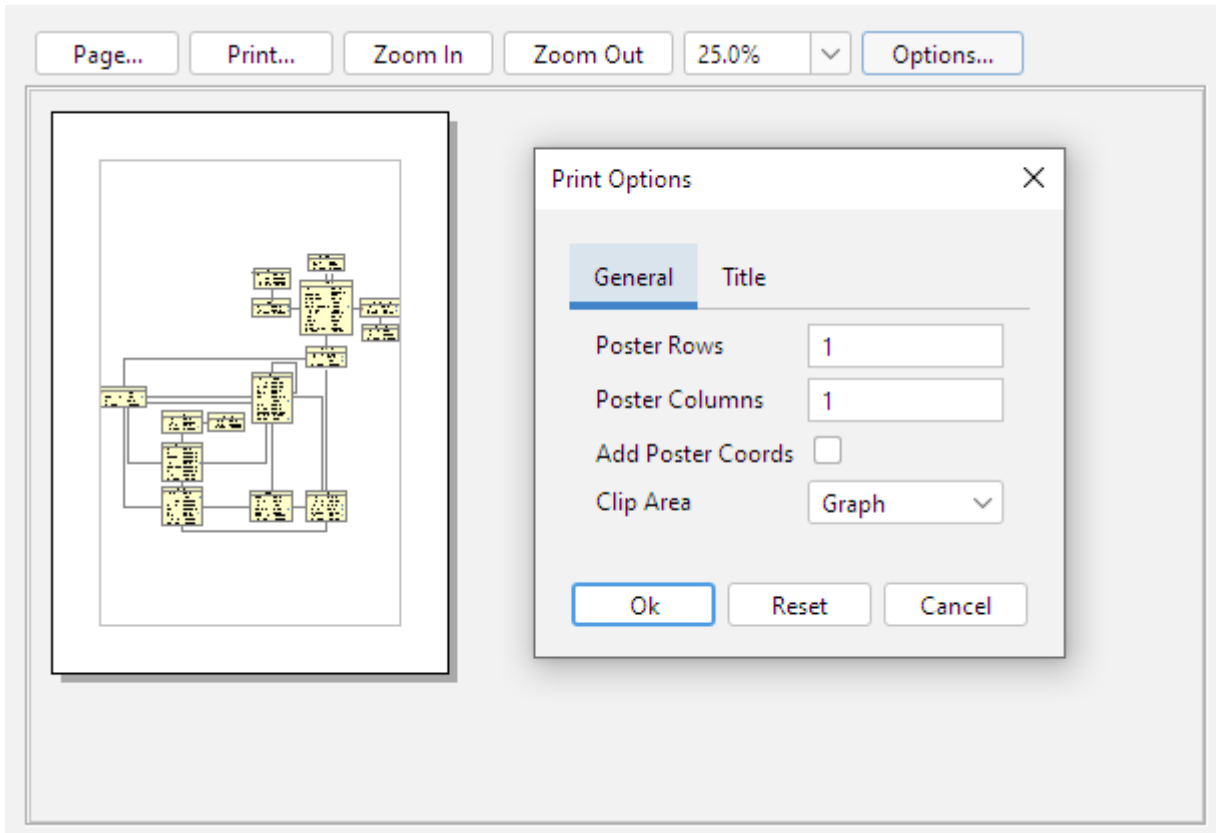 Page... Print... Zoom In Zoom Out 25.0% Options...
Print Options
General Title
Poster Rows 1
Poster Columns 1
Add Poster Coords
Clip Area Graph
Ok Reset Cancel